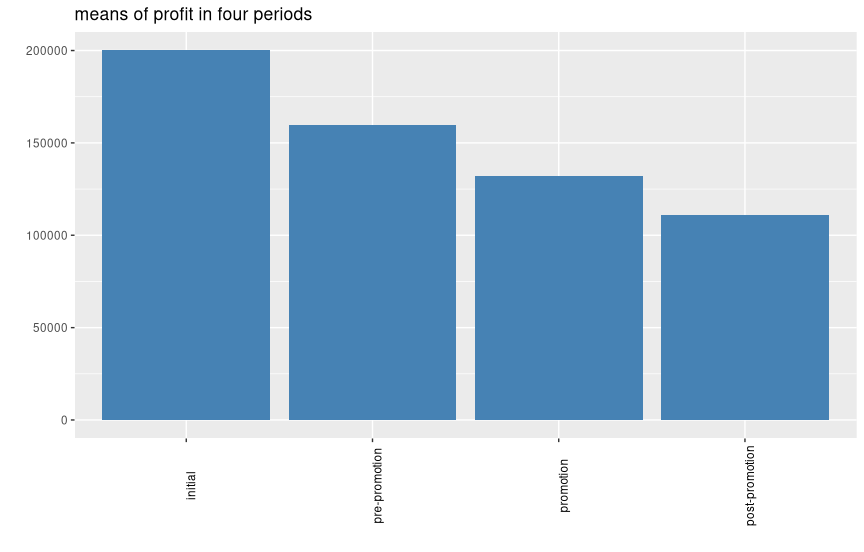 means of profit in four periods
200000
150000
100000
50000
0
initial
pre-promotion
promotion
post-promotion